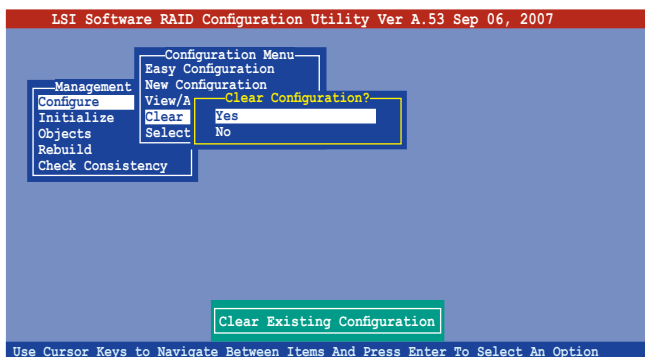 LSI Software RAID Configuration Utility Ver A.53 Sep 06, 2007
Configuration Menu
Easy Configuration
New Configuration
View/A
Clear
Select
Management
Configure
Initialize
Objects
Rebuild
Check Consistency
Clear Configuration?
Yes
No
Clear Existing Configuration
Use Cursor Keys to Navigate Between Items And Press Enter To Select An Option